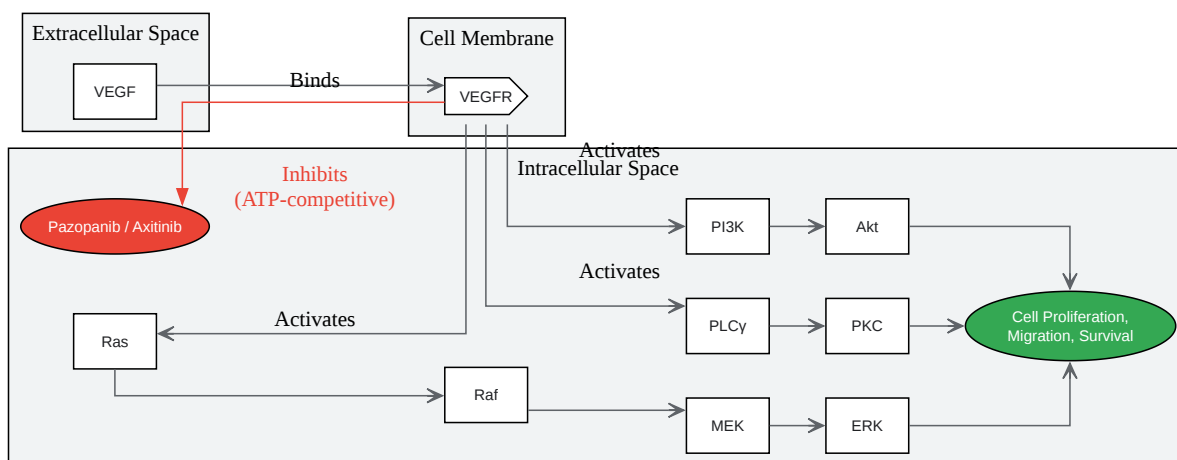 Extracellular Space
Cell Membrane
VEGF
Binds
VEGFR
Activates
Intracellular Space
Inhibits
(ATP-competitive)
Pazopanib / Axitinib
PI3K
Akt
Activates
Activates
Ras
PLCγ
PKC
Cell Proliferation,
Migration, Survival
Raf
MEK
ERK